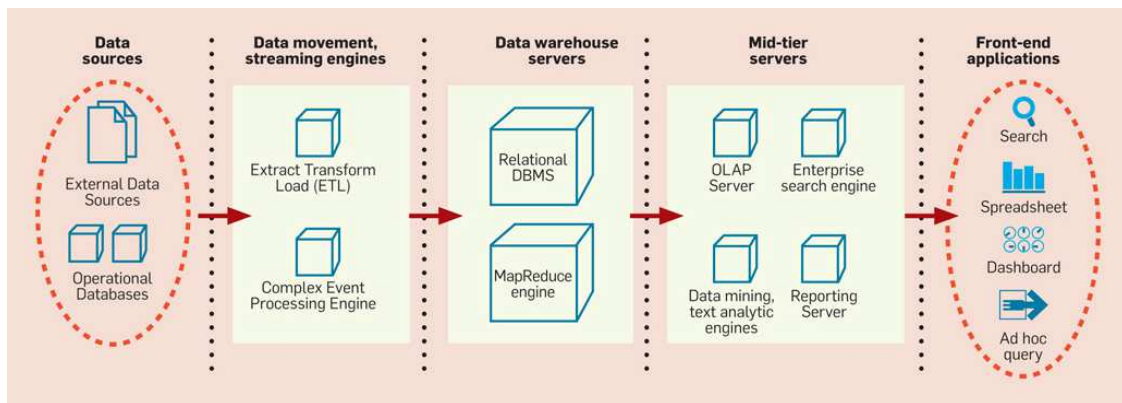 Data
sources
External Data
Sources
Operational
Databases
Data movement,
streaming engines
Extract Transform
Load (ETL)
Complex Event
Processing Engine
Data warehouse
servers
Relational
DBMS
MapReduce
engine
Mid-tier
servers
OLAP
Server
Enterprise
search engine
Data mining,
text analytic
engines
Reporting
Server
Front-end
applications
Search
Spreadsheet
Dashboard
Ad hoc
query